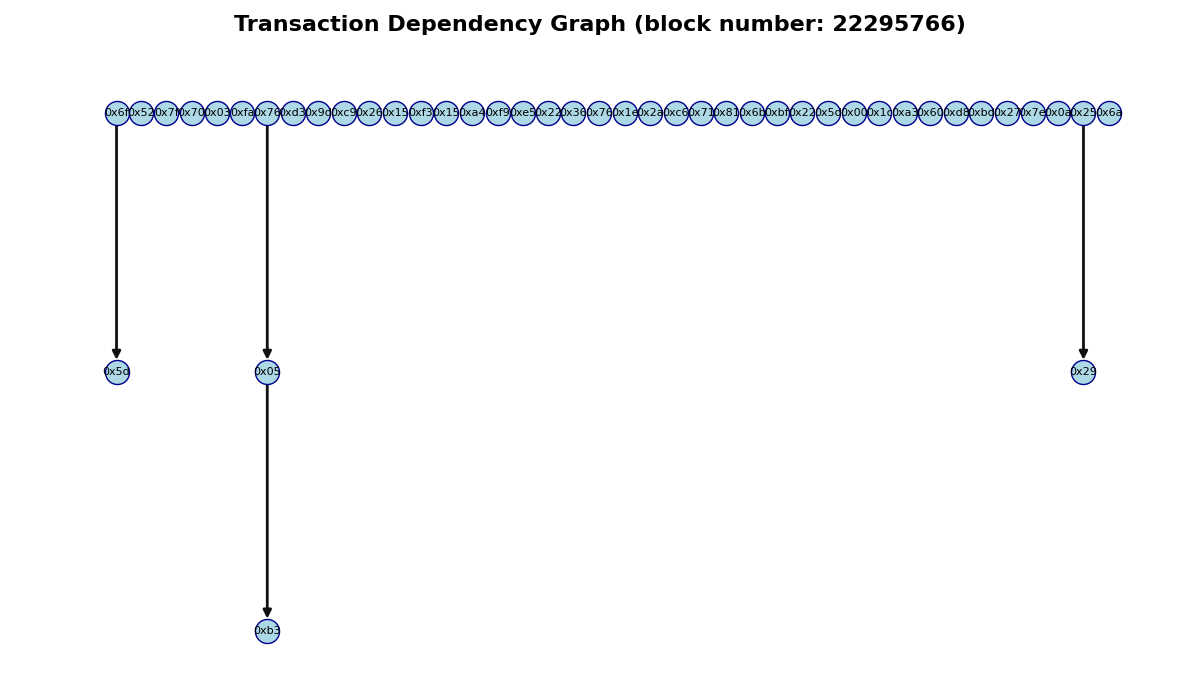 Transaction Dependency Graph (block number: 22295766)
0x6f 0x52 0x7f 0x70 0x03 0xfa 0x76 0xd3 0x9d 0xc9 0x26 0x15 0xf3 0x15 0xa4 0xf9 0xe5 0x22 0x36 0x76 0x1e 0x2a 0xc6 0x71 0x81 0x6b 0xbf 0x22 0x5d 0x00 0x1c 0xa3 0x60 0xd8 0xbd 0x27 0x7e 0x0a 0x25 0x6a
0x5d 0x05 0x29
0xb3